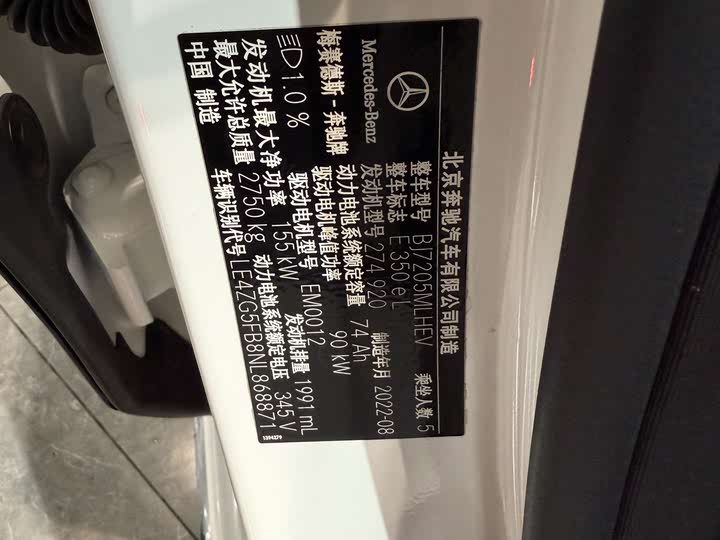 北京奔驰汽车有限公司制造
Mercedes-Benz
梅赛德斯-奔驰牌
整车型号 BJ7205MLHEV 乘坐人数 5
整车标志 E 350 e L
发动机型号 274 920 制造年月 2022-08
动力电池系统额定容量 74 Ah
驱动电机峰值功率 90 kW
1.0 % 驱动电机型号 EM0012
发动机最大净功率 155 kW 发动机排量 1991 mL
最大允许总质量 2750 kg 动力电池系统额定电压 345 V
中国 制造 车辆识别代号 LE4ZG5FB8NL868871
1394279